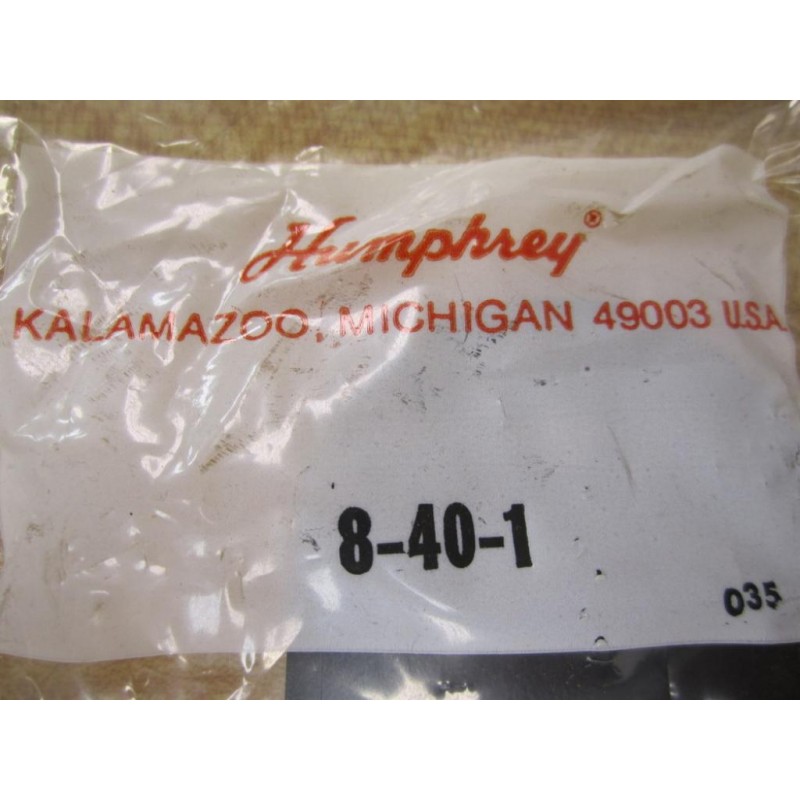 Humphrey®
KALAMAZOO, MICHIGAN 49003 U.S.A.
8-40-1
035